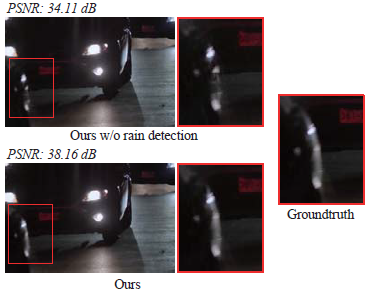 PSNR: 34.11 dB
Ours w/o rain detection
PSNR: 38.16 dB
Groundtruth
Ours